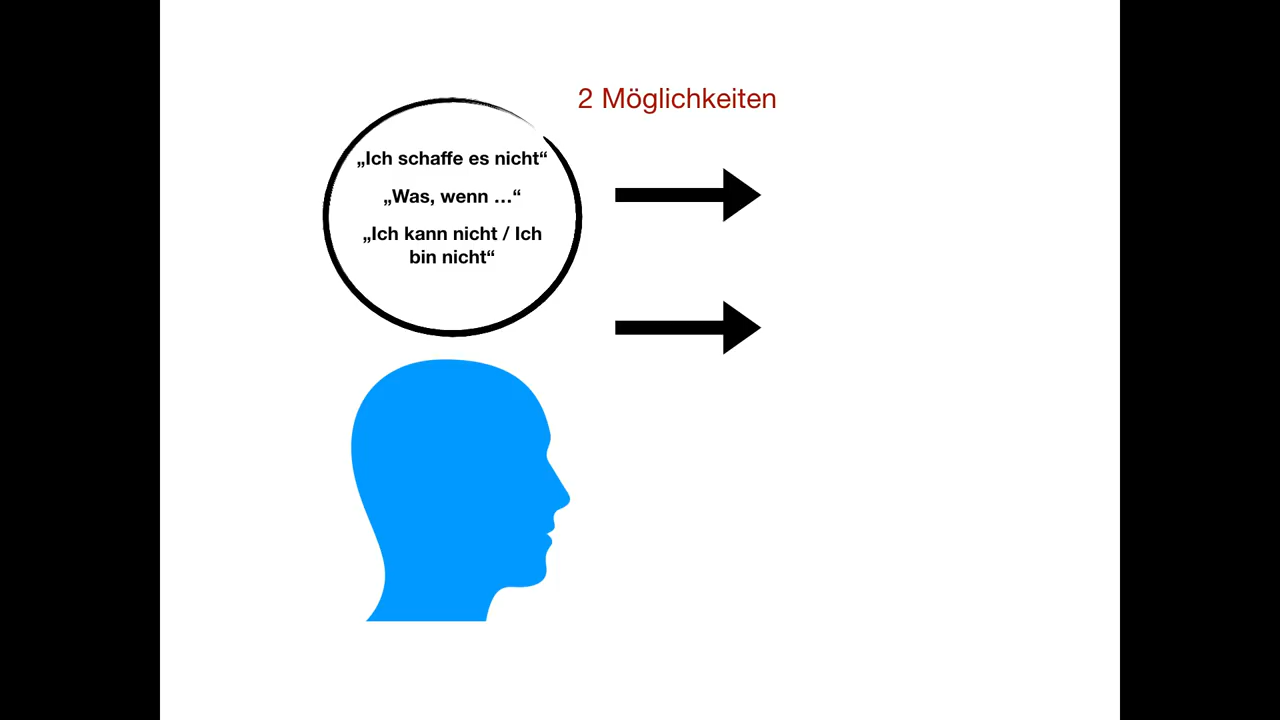 2 Möglichkeiten
„Ich schaffe es nicht“
„Was, wenn …“
„Ich kann nicht / Ich
bin nicht“